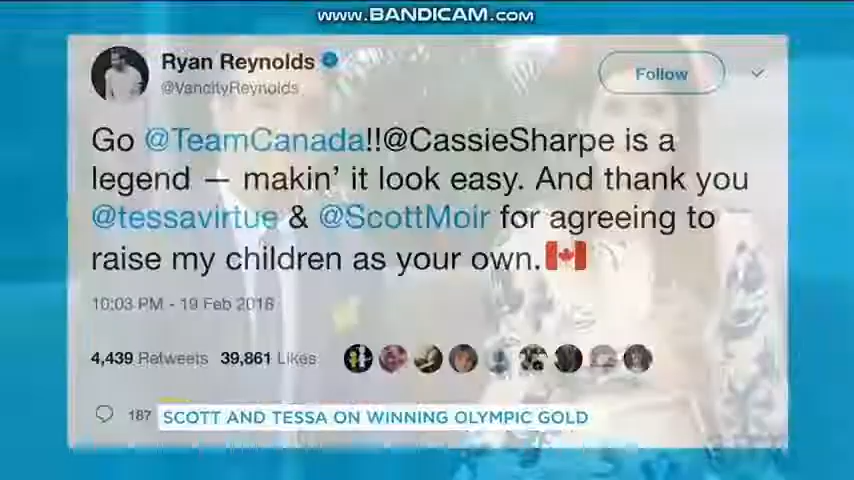 www.BANDICAM.com
Ryan Reynolds
@VancityReynolds
Follow
Go @TeamCanada!!@CassieSharpe is a
legend — makin’ it look easy. And thank you
@tessavirtue & @ScottMoir for agreeing to
raise my children as your own.
10:03 PM - 19 Feb 2018
4,439 Retweets 39,861 Likes
187
SCOTT AND TESSA ON WINNING OLYMPIC GOLD